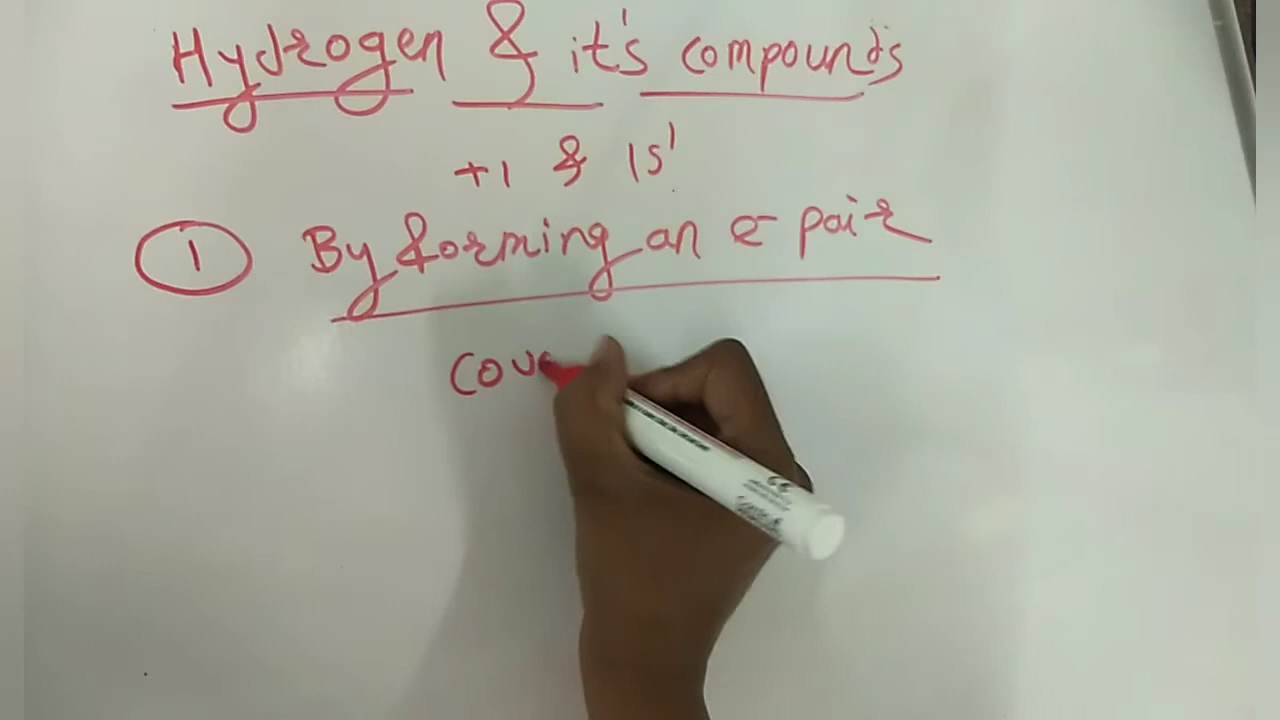 Hydrogen & it's compounds
+1 & 1s¹
① By forming an e⁻ pair
cov